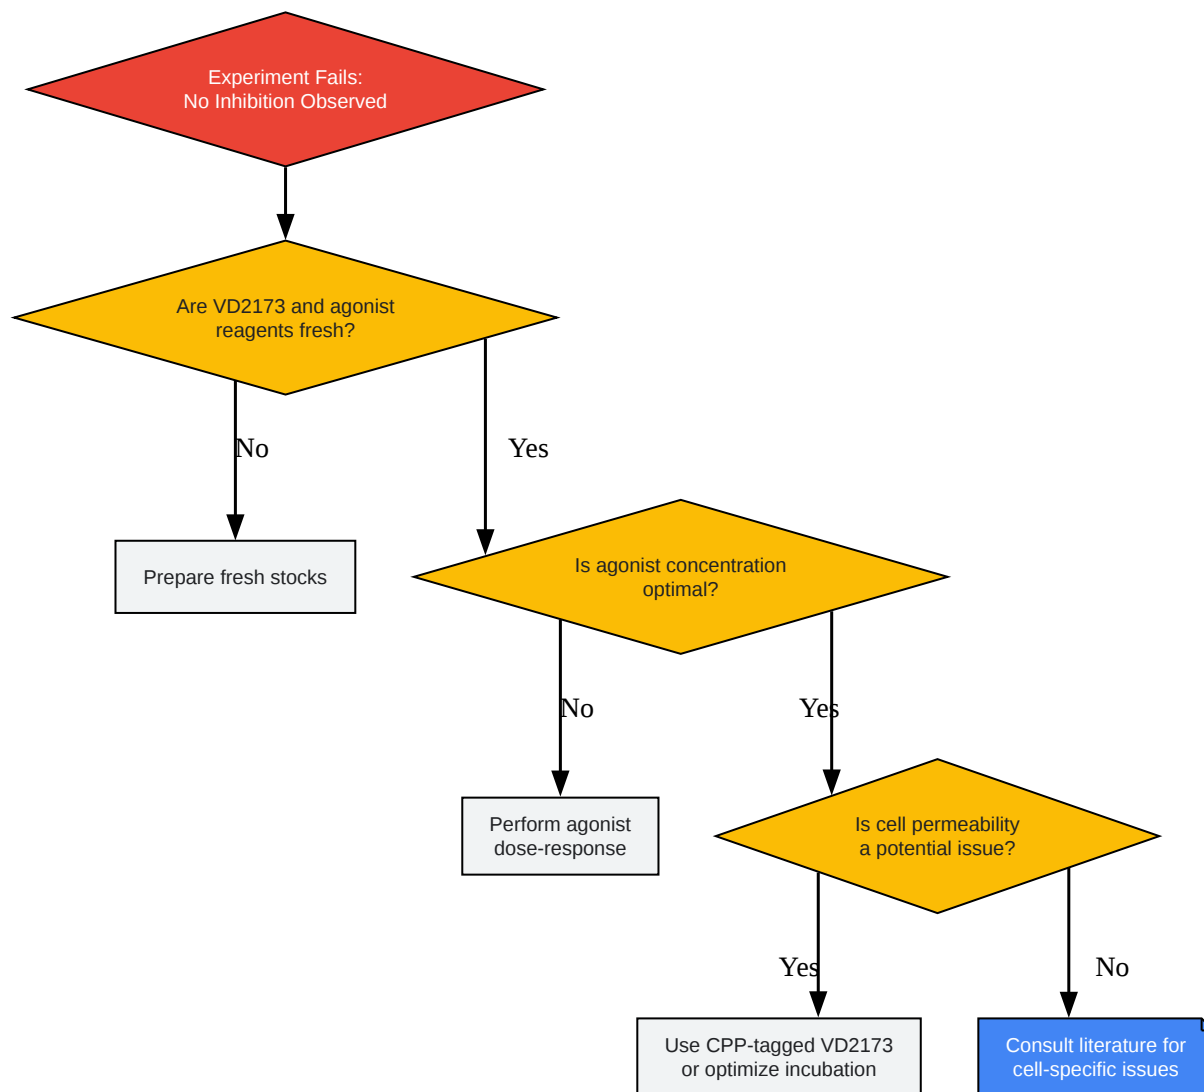 Experiment Fails:
No Inhibition Observed
Are VD2173 and agonist
reagents fresh?
No
Yes
Prepare fresh stocks
Is agonist concentration
optimal?
No
Yes
Perform agonist
dose-response
Is cell permeability
a potential issue?
Yes
No
Use CPP-tagged VD2173
or optimize incubation
Consult literature for
cell-specific issues